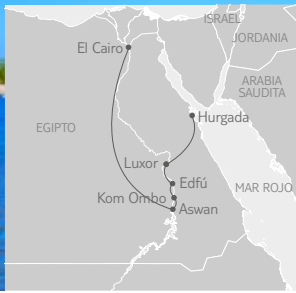 ISRAEL
El Cairo
JORDANIA
ARABIA
SAUDITA
Hurgada
EGIPTO
Luxor
Edfú
MAR ROJO
Kom Ombo
Aswan